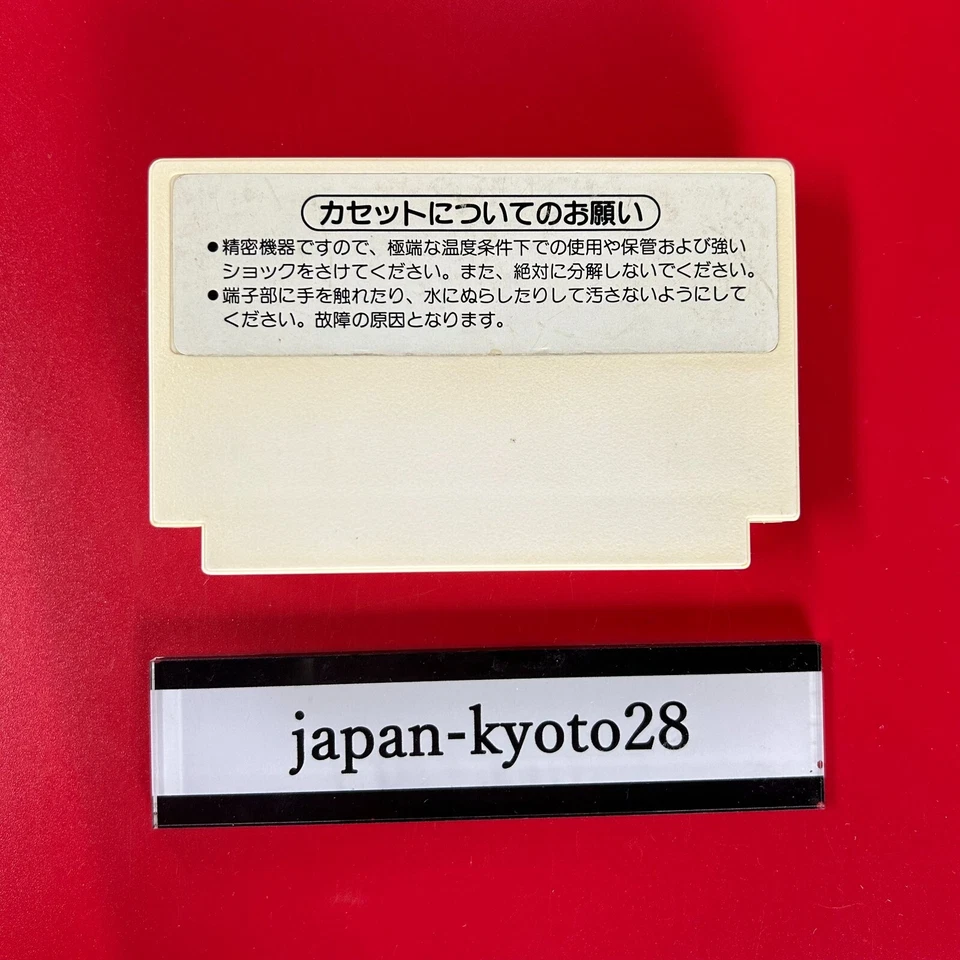 カセットについてのお願い
●精密機器ですので、極端な温度条件下での使用や保管および強い
ショックをさけてください。また、絶対に分解しないでください。
●端子部に手を触れたり、水にぬらしたりして汚さないようにして
ください。故障の原因となります。
japan-kyoto28